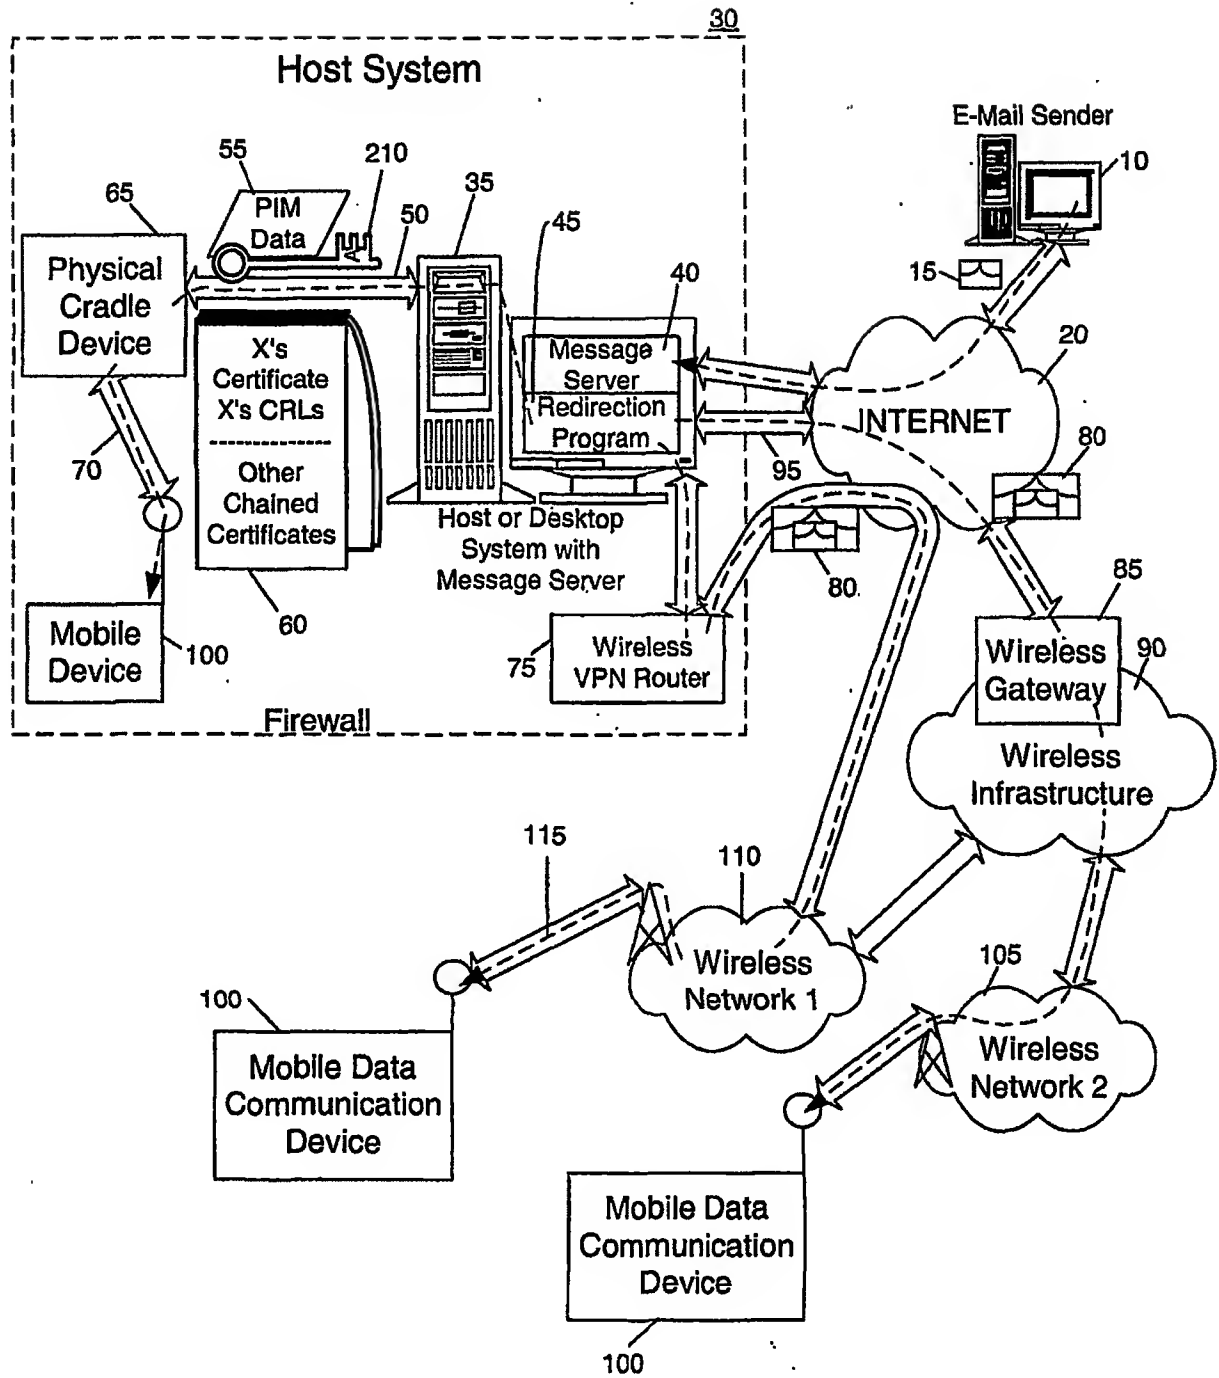 30
Host System
E-Mail Sender
10
55
210
65
35
PIM
Data
50
45
15
Physical
Cradle
Device
40
20
X's
Certificate
X's CRLs
Message
Server
Redirection
Program
INTERNET
80
70
95
Other
Chained
Certificates
Host or Desktop
System with
Message Server
80
85
60
Mobile
Device
100
75
Wireless
VPN Router
Wireless
Gateway
90
Firewall
Wireless
Infrastructure
115
110
Wireless
Network 1
105
100
Wireless
Network 2
Mobile Data
Communication
Device
Mobile Data
Communication
Device
100